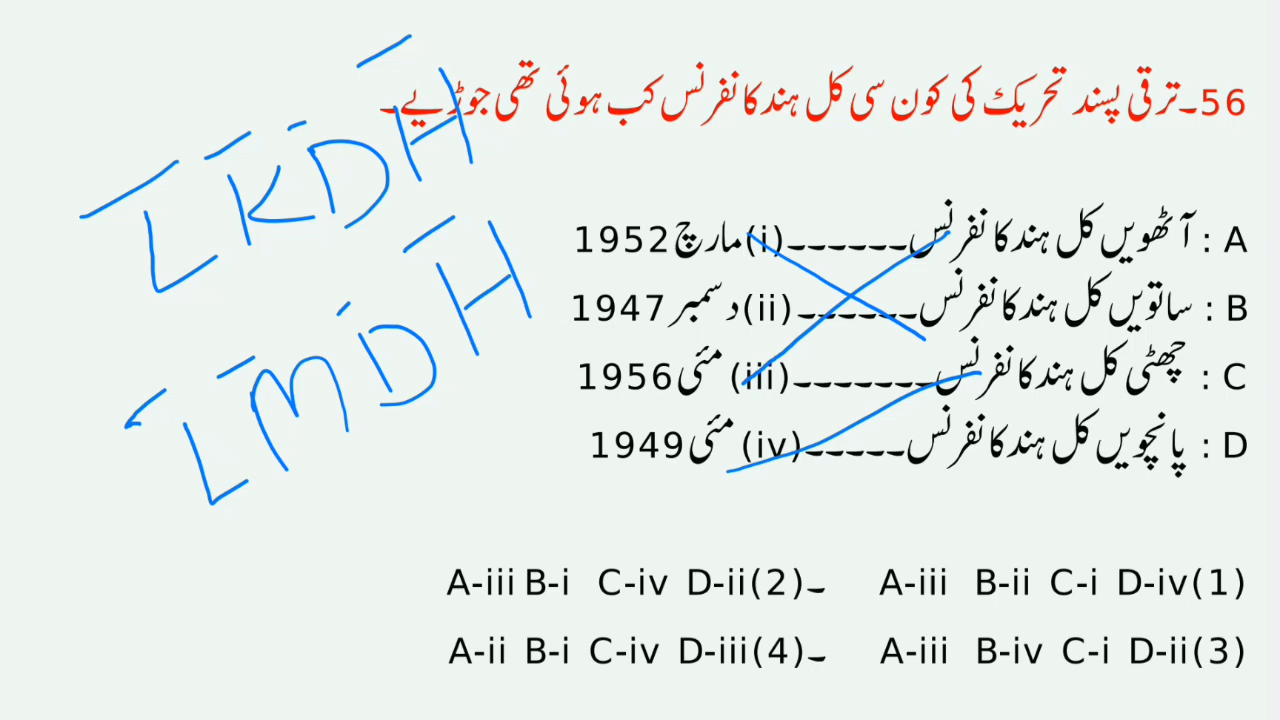 56۔ترقی پسند تحریک کی کون سی کل ہند کانفرنس کب ہوئی تھی جوڑیے۔
A : آٹھویں کل ہند کانفرنس۔۔۔۔۔۔(i)مارچ 1952
B : ساتویں کل ہند کانفرنس۔۔۔۔۔۔(ii)دسمبر 1947
C : چھٹی کل ہند کانفرنس۔۔۔۔۔۔۔(iii)مئی 1956
D : پانچویں کل ہند کانفرنس۔۔۔۔۔(iv)مئی 1949
A-iii B-ii C-i D-iv(1)
A-iii B-i C-iv D-ii(2)۔
A-iii B-iv C-i D-ii(3)
A-ii B-i C-iv D-iii(4)۔
L K D H
L M D H